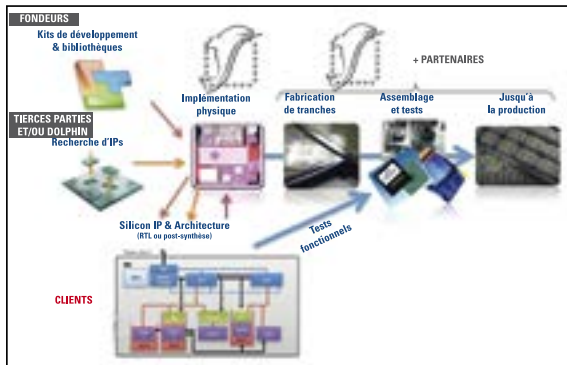 FONDEURS
Kits de développement
& bibliothèques
+ PARTENAIRES
Implémentation
physique
Fabrication
de tranches
Assemblage
et tests
Jusqu'à
la production
TIERCES PARTIES
ET/OU DOLPHIN
Recherche d'IPs
Silicon IP & Architecture
(RTL ou post-synthèse)
Tests
fonctionnels
CLIENTS